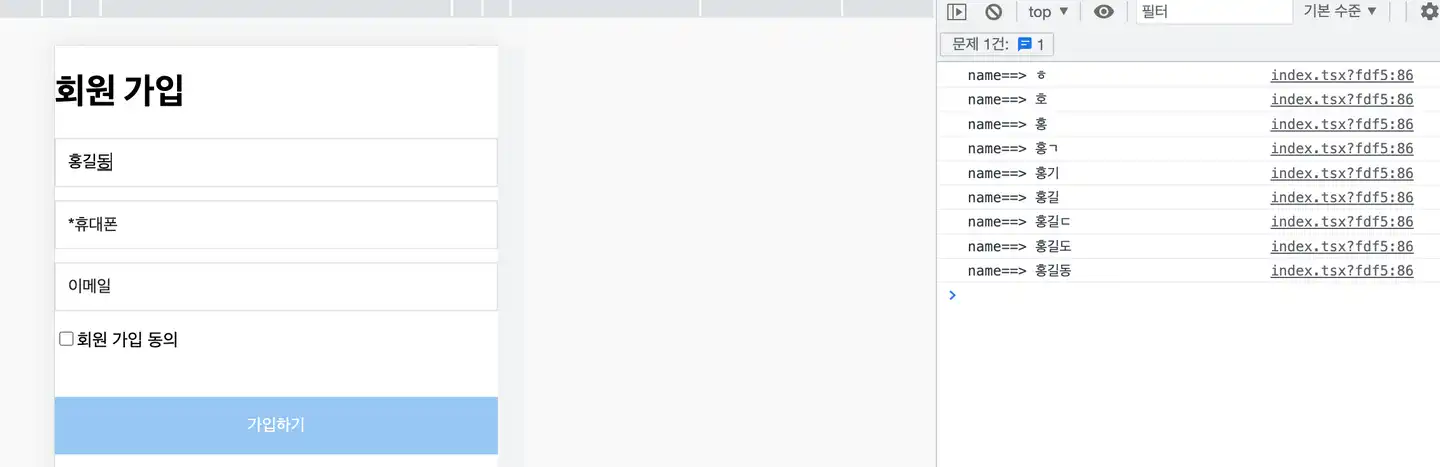 회원 가입
홍길동
*휴대폰
이메일
회원 가입 동의
가입하기
top ▼
필터
기본 수준 ▼
문제 1건: 1
name==> ㅎ index.tsx?fdf5:86
name==> 호 index.tsx?fdf5:86
name==> 홍 index.tsx?fdf5:86
name==> 홍ㄱ index.tsx?fdf5:86
name==> 홍기 index.tsx?fdf5:86
name==> 홍길 index.tsx?fdf5:86
name==> 홍길ㄷ index.tsx?fdf5:86
name==> 홍길도 index.tsx?fdf5:86
name==> 홍길동 index.tsx?fdf5:86
>